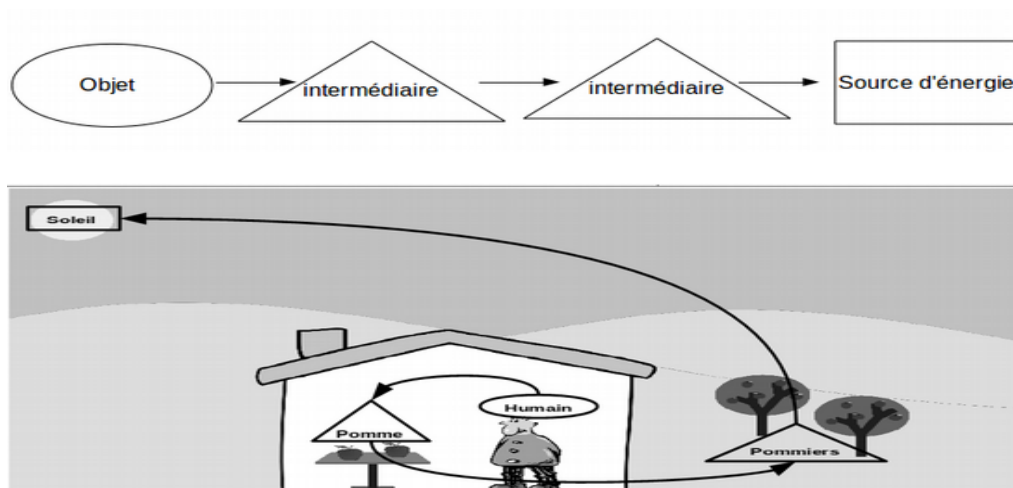 Objet
intermédiaire
intermédiaire
Source d'énergie
Soleil
Humain
Pomme
Pommiers